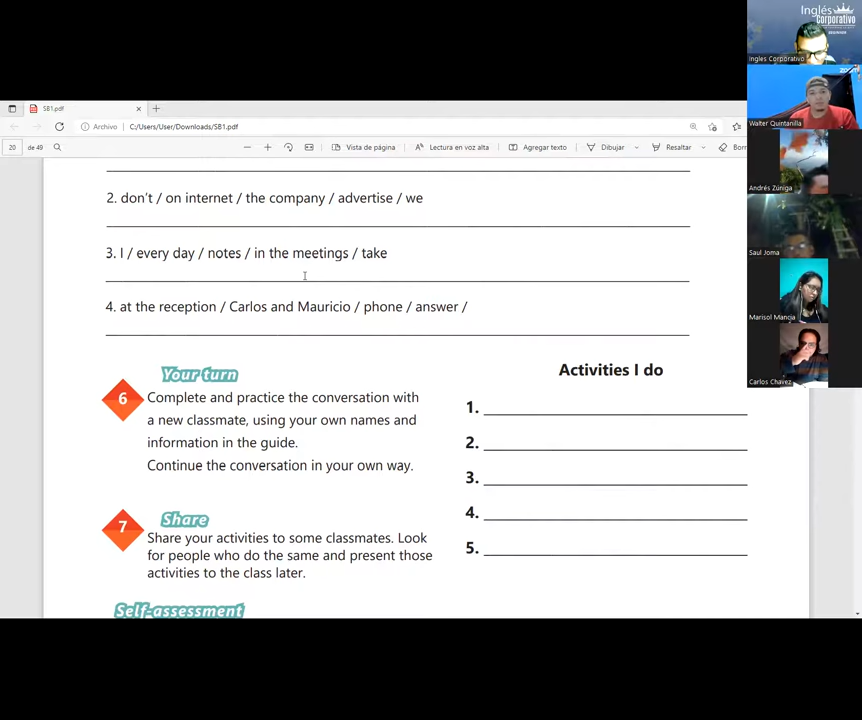 Inglés
Corporativo
BEGINNER
Ingles Corporativo
zoom
Walter Quintanilla
Andrés Zúniga
Saul Joma
Marisol Mancia
Carlos Chavez
SB1.pdf
Archivo
C:/Users/User/Downloads/SB1.pdf
20
de 49
Vista de página
Lectura en voz alta
Agregar texto
Dibujar
Resaltar
Borr
2. don't / on internet / the company / advertise / we
3. I / every day / notes / in the meetings / take
4. at the reception / Carlos and Mauricio / phone / answer /
Your turn
6
Complete and practice the conversation with
a new classmate, using your own names and
information in the guide.
Continue the conversation in your own way.
7
Share
Share your activities to some classmates. Look
for people who do the same and present those
activities to the class later.
Activities I do
1.
2.
3.
4.
5.
Self-assessment